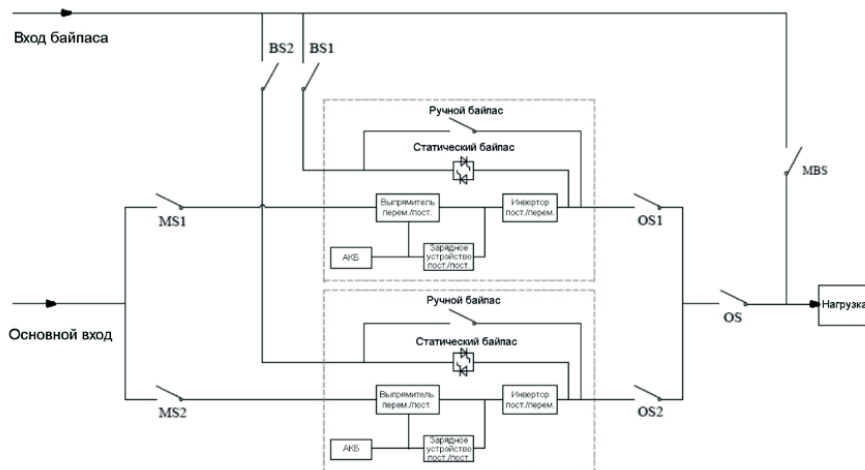 Вход байпаса
BS2
BS1
Ручной байпас
Статический байпас
MBS
MS1
Выпрямитель
перем./пост.
Инвертор
пост./перем.
OS1
АКБ
Зарядное
устройство
пост./пост.
Основной вход
Ручной байпас
OS
Нагрузка
Статический байпас
MS2
Выпрямитель
перем./пост.
Инвертор
пост./перем.
OS2
АКБ
Зарядное
устройство
пост./пост.